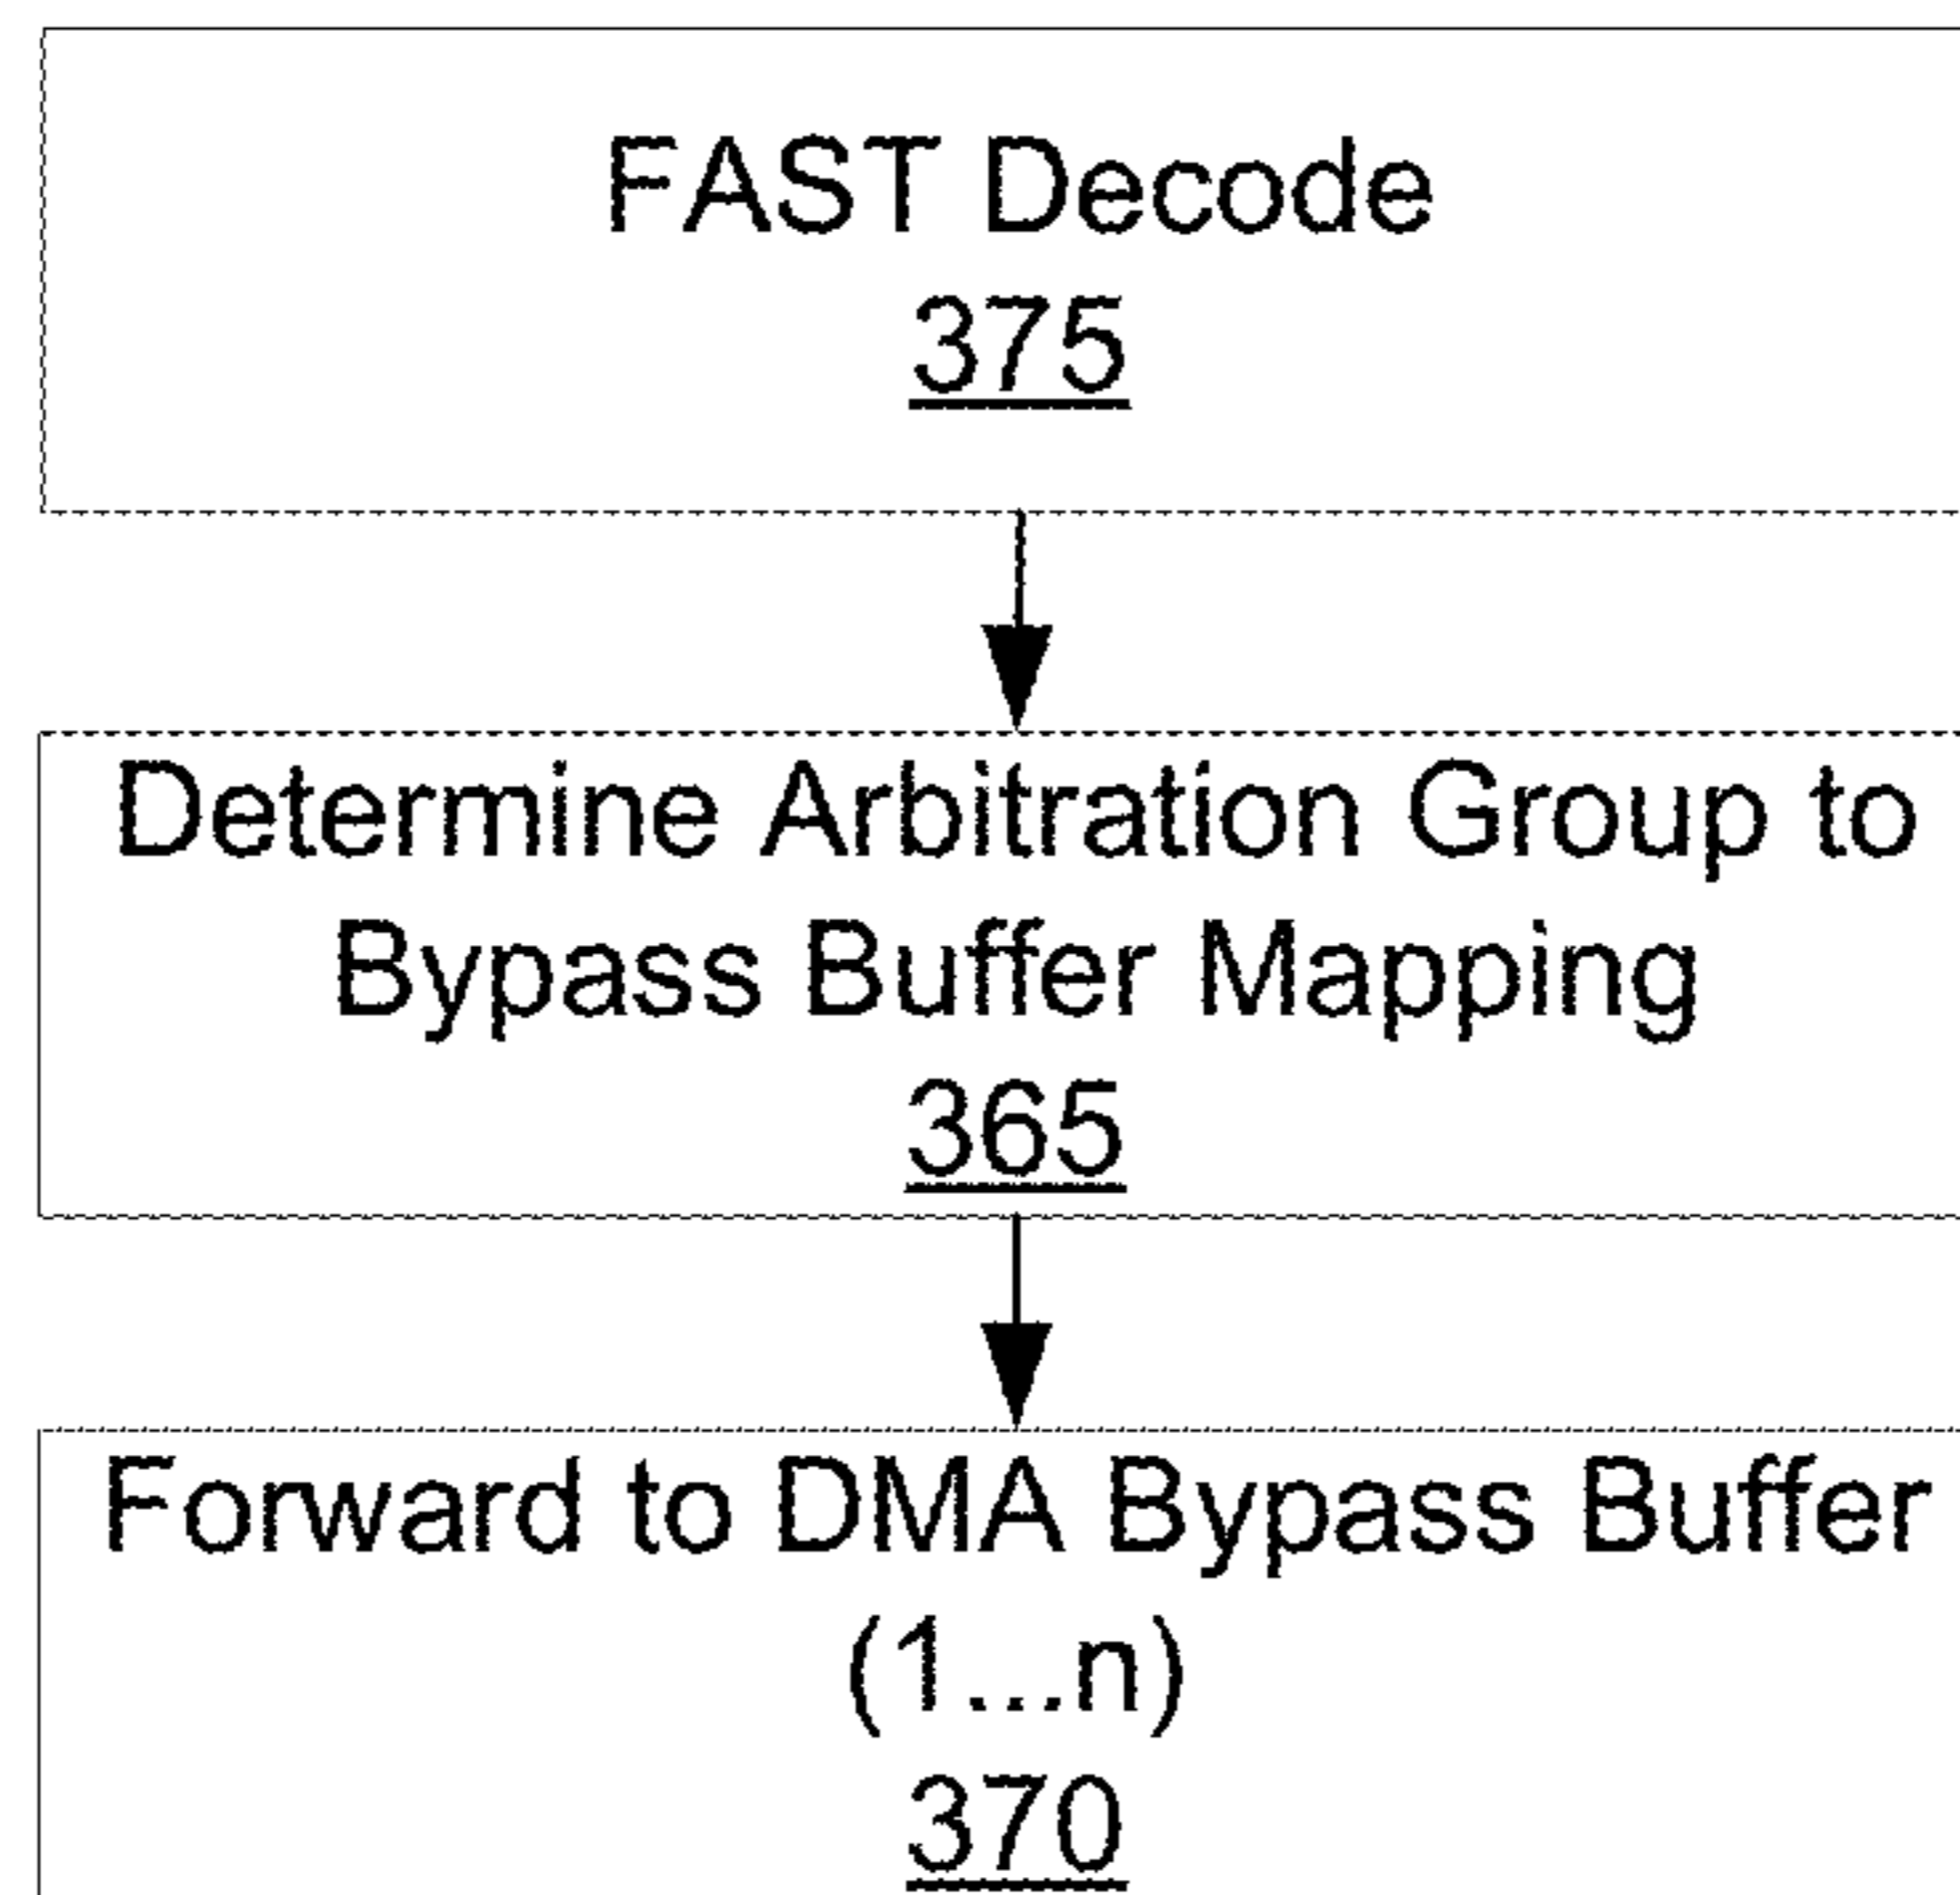 FAST Decode
375
Determine Arbitration Group to
Bypass Buffer Mapping
365
Forward to DMA Bypass Buffer
(1...n)
370